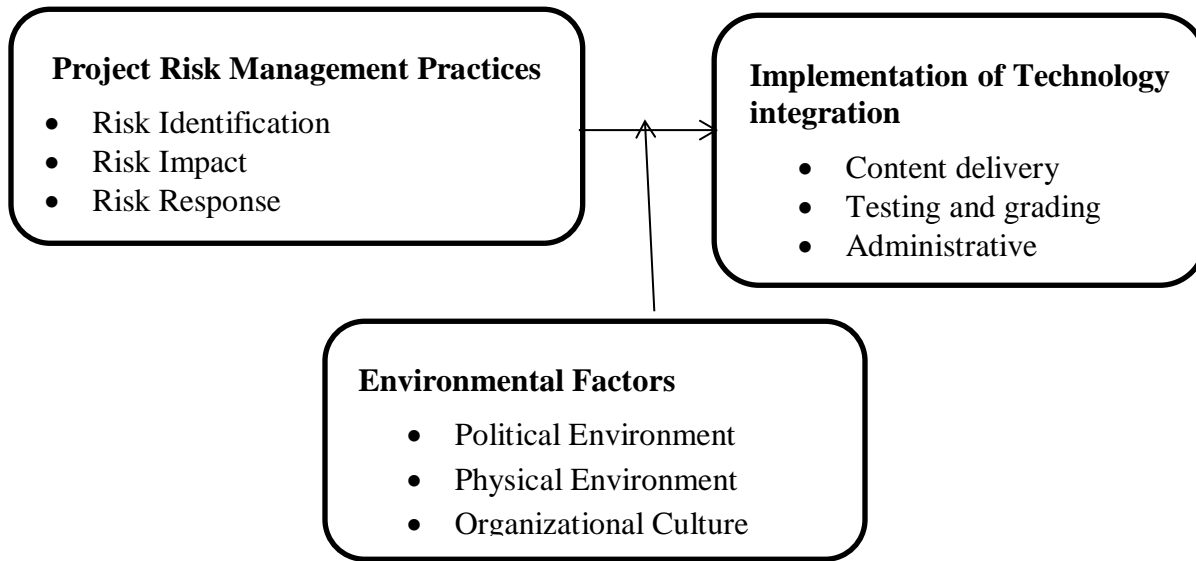 Project Risk Management Practices
• Risk Identification
• Risk Impact
• Risk Response
Implementation of Technology
integration
• Content delivery
• Testing and grading
• Administrative
Environmental Factors
• Political Environment
• Physical Environment
• Organizational Culture